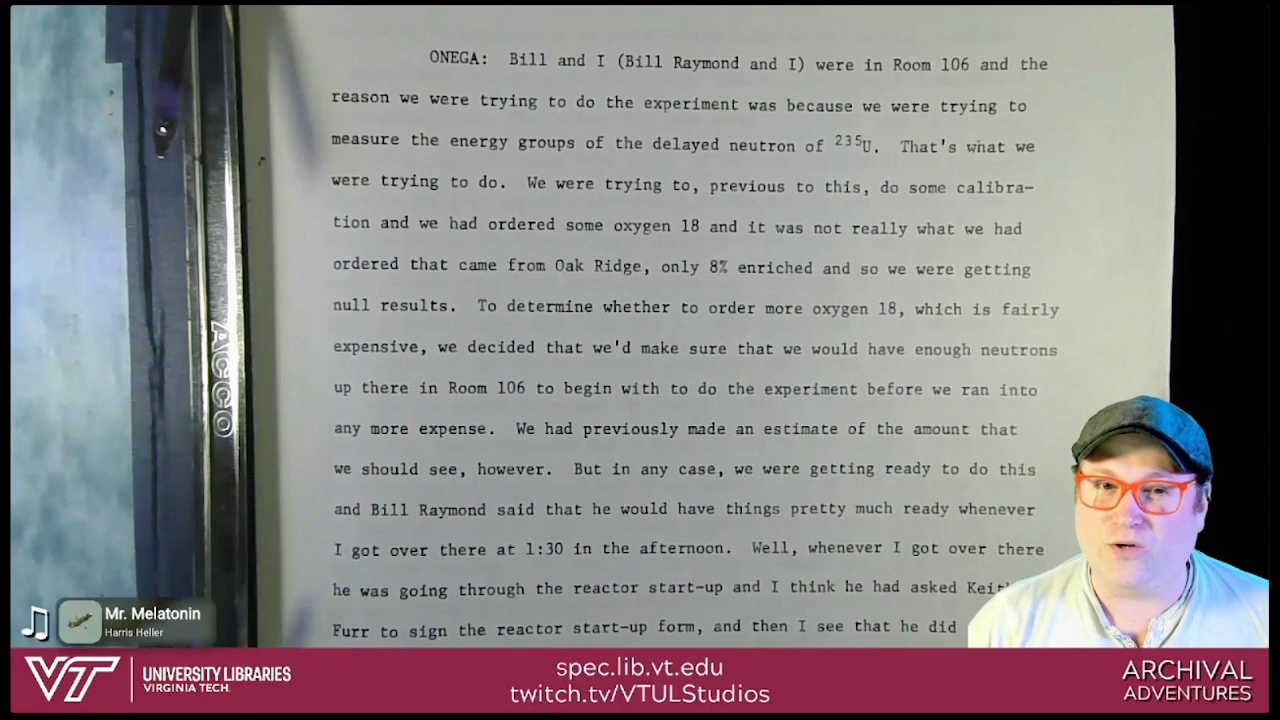 ONEGA: Bill and I (Bill Raymond and I) were in Room 106 and the
reason we were trying to do the experiment was because we were trying to
measure the energy groups of the delayed neutron of ²³⁵U. That's what we
were trying to do. We were trying to, previous to this, do some calibra-
tion and we had ordered some oxygen 18 and it was not really what we had
ordered that came from Oak Ridge, only 8% enriched and so we were getting
null results. To determine whether to order more oxygen 18, which is fairly
expensive, we decided that we'd make sure that we would have enough neutrons
up there in Room 106 to begin with to do the experiment before we ran into
any more expense. We had previously made an estimate of the amount that
we should see, however. But in any case, we were getting ready to do this
and Bill Raymond said that he would have things pretty much ready whenever
I got over there at 1:30 in the afternoon. Well, whenever I got over there
he was going through the reactor start-up and I think he had asked
Furr to sign the reactor start-up form, and then I see that he did
ACCO
Mr. Melatonin
Harris Heller
VT
UNIVERSITY LIBRARIES
VIRGINIA TECH.
spec.lib.vt.edu
twitch.tv/VTULStudios
ARCHIVAL
ADVENTURES